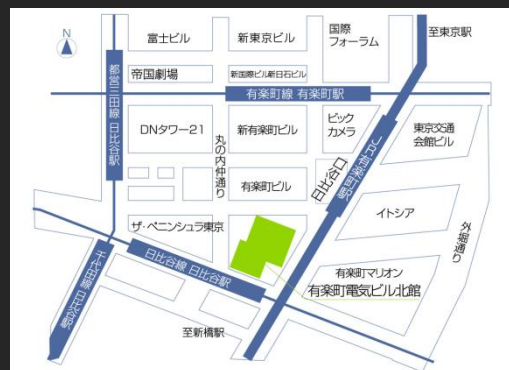 N
富士ビル
新東京ビル
国際
フォーラム
至東京駅
帝国劇場
新国際ビル新日石ビル
都営三田線 日比谷駅
有楽町線 有楽町駅
DNタワー21
丸の内仲通り
新有楽町ビル
ビック
カメラ
JR有楽町駅
東京交通
会館ビル
日比谷口
有楽町ビル
イトシア
外堀通り
ザ・ペニンシュラ東京
日比谷線 日比谷駅
千代田線 日比谷駅
有楽町マリオン
有楽町電気ビル北館
至新橋駅